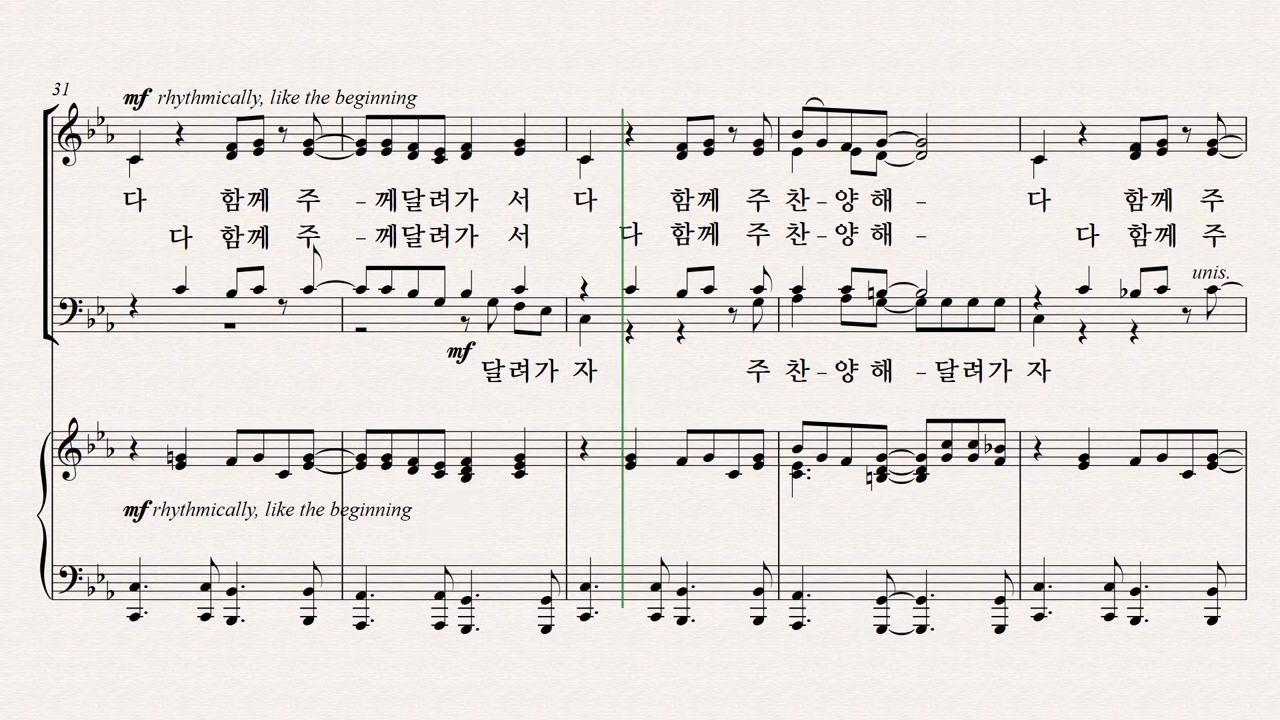 31
mf rhythmically, like the beginning
다 함께 주 – 께달려가 서 다 함께 주 찬 – 양 해 – 다 함께 주
다 함께 주 – 께달려가 서 다 함께 주 찬 – 양 해 – 다 함께 주
unis.
mf
달려가 자 주 찬 – 양 해 – 달려가 자
mf rhythmically, like the beginning